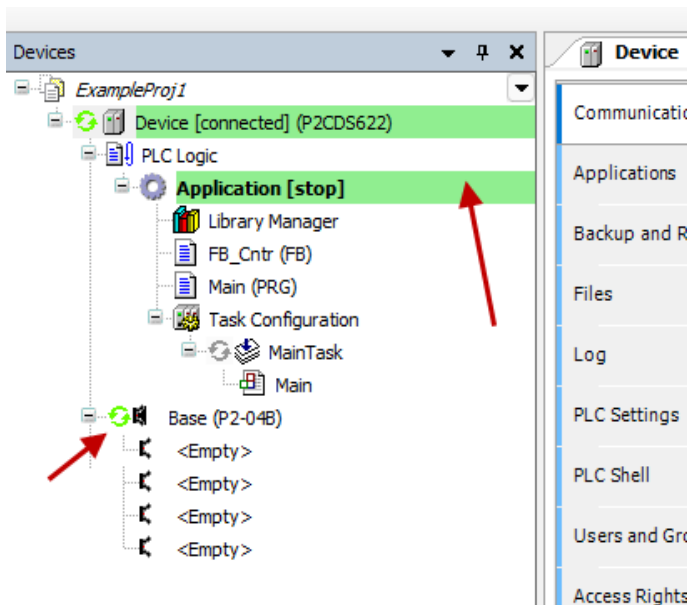 Devices
ExampleProj1
Device [connected] (P2CDS622)
PLC Logic
Application [stop]
Library Manager
FB_Cntr (FB)
Main (PRG)
Task Configuration
MainTask
Main
Base (P2-04B)
<Empty>
<Empty>
<Empty>
<Empty>
Device
Communicatio
Applications
Backup and R
Files
Log
PLC Settings
PLC Shell
Users and Gro
Access Rights